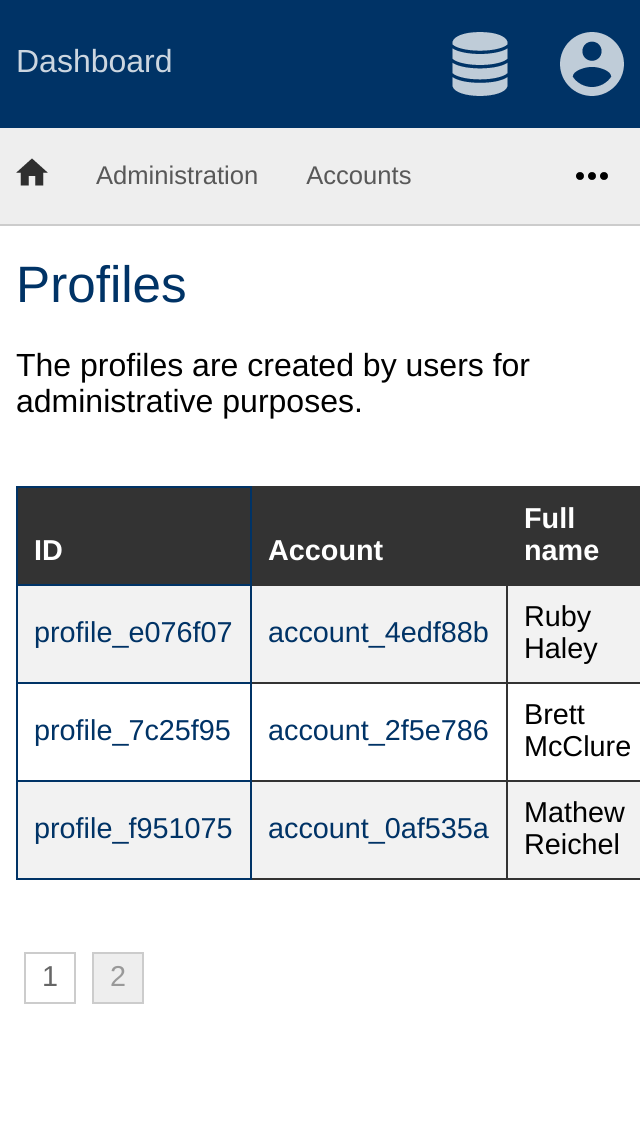 Dashboard
Administration Accounts
Profiles
The profiles are created by users for
administrative purposes.
ID Account Full name
profile_e076f07 account_4edf88b Ruby Haley
profile_7c25f95 account_2f5e786 Brett McClure
profile_f951075 account_0af535a Mathew Reichel
1 2